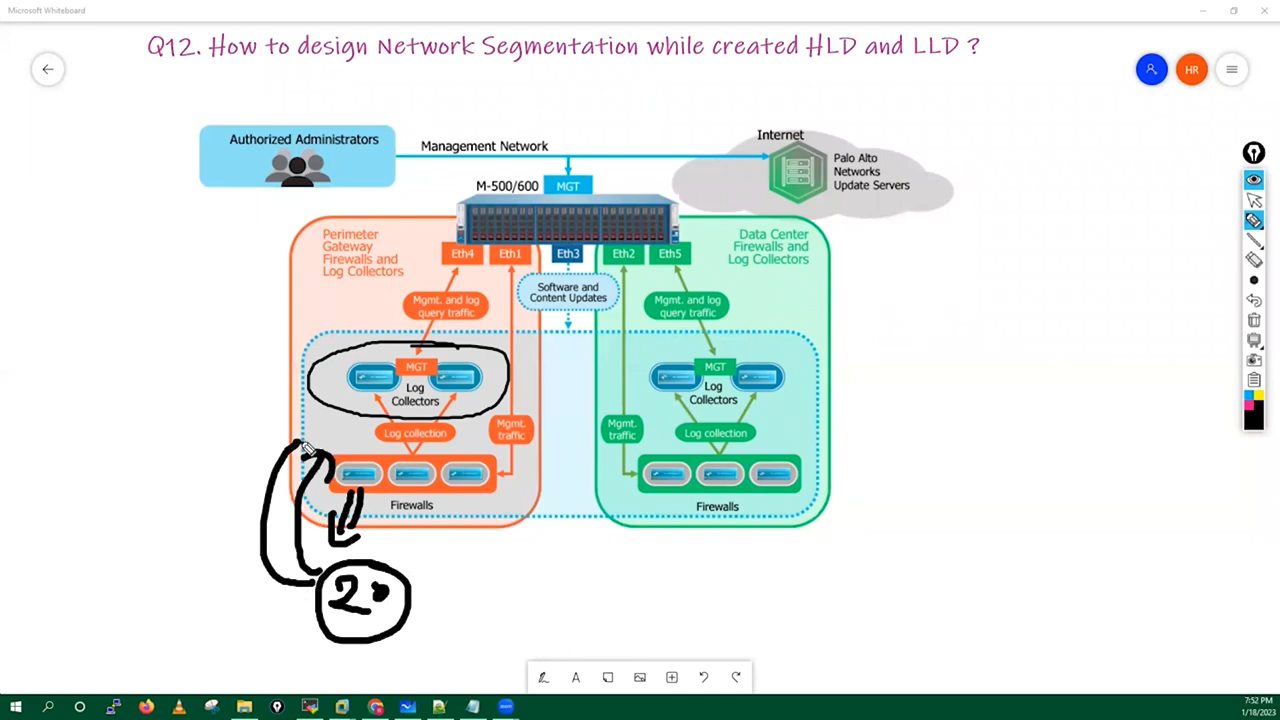 Microsoft Whiteboard
Q12. How to design Network Segmentation while created HLD and LLD ?
HR
Authorized Administrators
Management Network
Internet
Palo Alto
Networks
Update Servers
M-500/600
MGT
Perimeter
Gateway
Firewalls and
Log Collectors
Eth4
Eth1
Eth3
Eth2
Eth5
Data Center
Firewalls and
Log Collectors
Mgmt. and log
query traffic
Software and
Content Updates
Mgmt. and log
query traffic
MGT
Log
Collectors
MGT
Log
Collectors
Log collection
Mgmt.
traffic
Mgmt.
traffic
Log collection
Firewalls
Firewalls
20
7:52 PM
1/18/2023